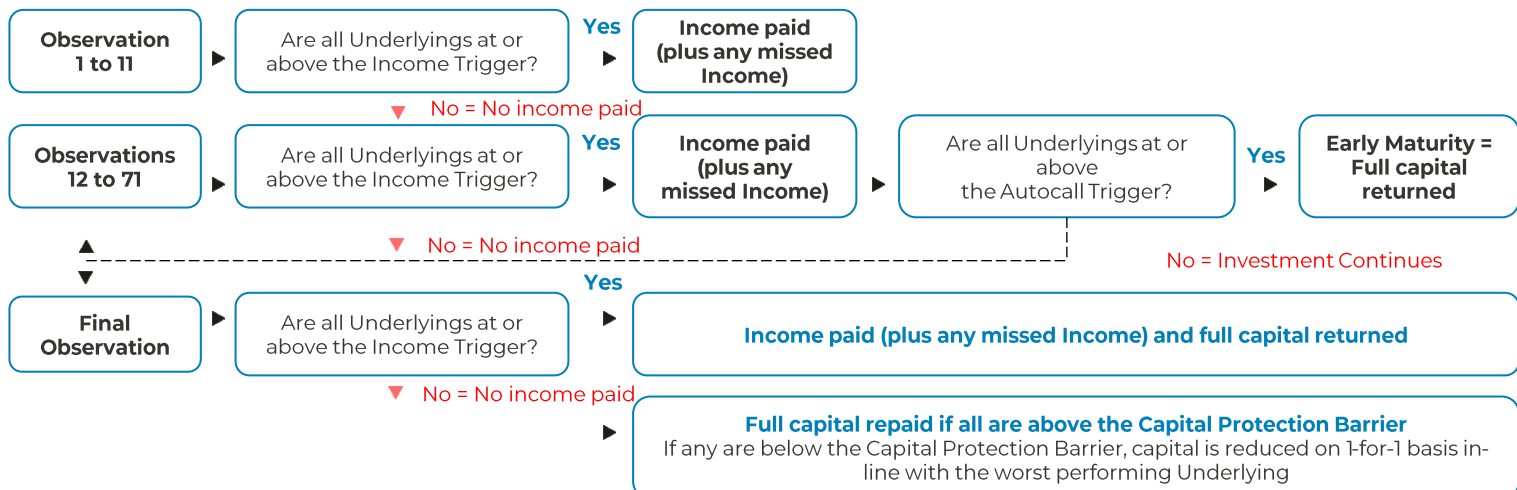 Observation
1 to 11
Are all Underlyings at or
above the Income Trigger?
Yes
Income paid
(plus any missed
Income)
No = No income paid
Observations
12 to 71
Are all Underlyings at or
above the Income Trigger?
Yes
Income paid
(plus any
missed Income)
Are all Underlyings at or
above
the Autocall Trigger?
Yes
Early Maturity =
Full capital
returned
No = No income paid
No = Investment Continues
Final
Observation
Are all Underlyings at or
above the Income Trigger?
Yes
Income paid (plus any missed Income) and full capital returned
No = No income paid
Full capital repaid if all are above the Capital Protection Barrier
If any are below the Capital Protection Barrier, capital is reduced on 1-for-1 basis in-
line with the worst performing Underlying